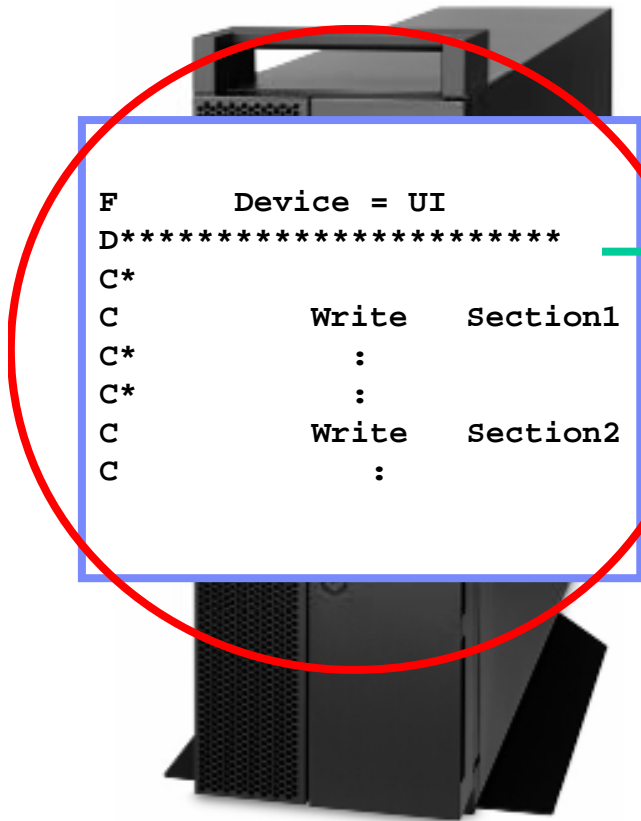 F      Device = UI
D***********************
C*
C          Write   Section1
C*            :
C*            :
C          Write   Section2
C              :